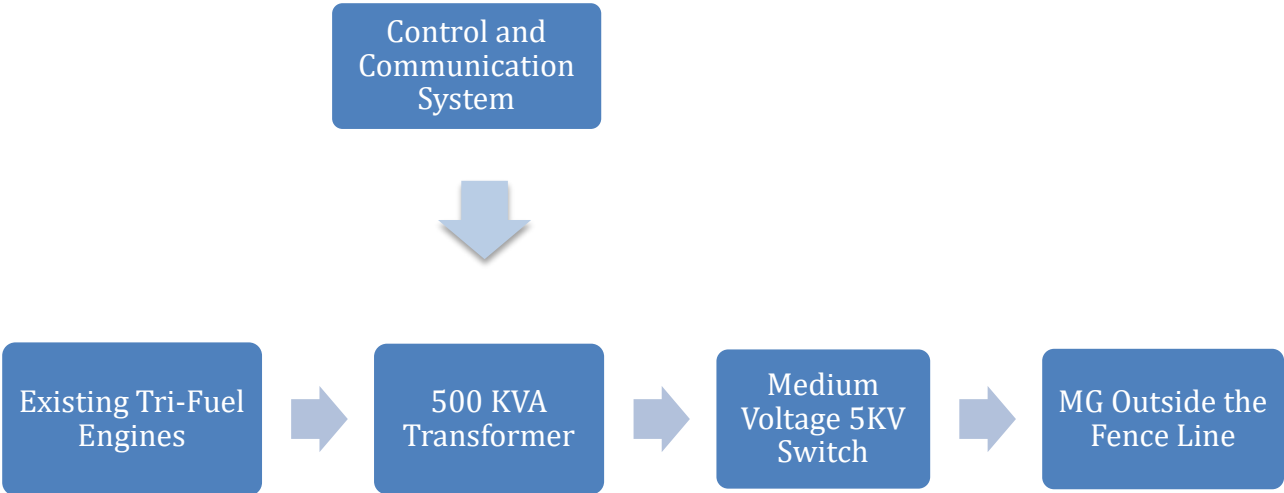 Control and
Communication
System
Existing Tri-Fuel
Engines
500 KVA
Transformer
Medium
Voltage 5KV
Switch
MG Outside the
Fence Line